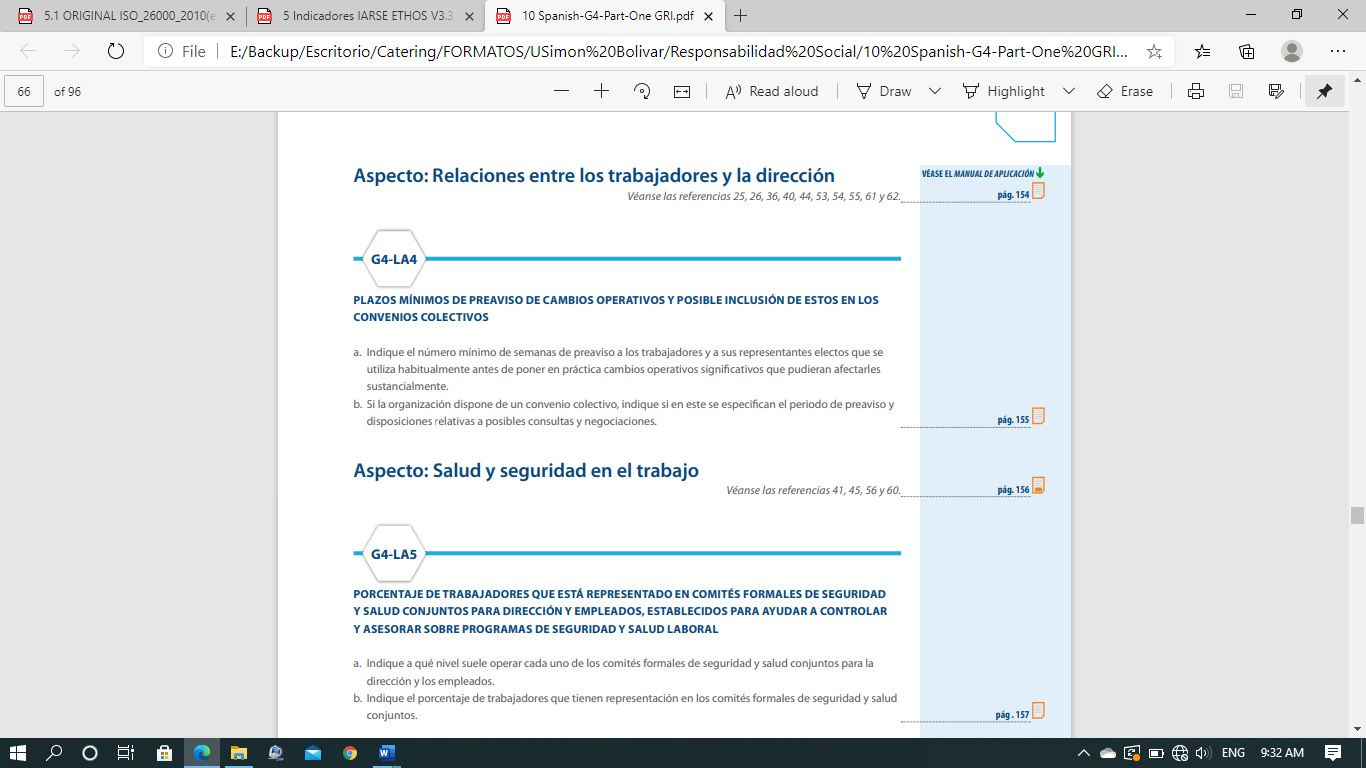 5.1 ORIGINAL ISO_26000_2010(e
5 Indicadores IARSE ETHOS V3.3
10 Spanish-G4-Part-One GRI.pdf
File
E:/Backup/Escritorio/Catering/FORMATOS/USimon%20Bolivar/Responsabilidad%20Social/10%20Spanish-G4-Part-One%20GRI...
66 of 96
Read aloud
Draw
Highlight
Erase
Aspecto: Relaciones entre los trabajadores y la dirección
VÉASE EL MANUAL DE APLICACIÓN
Véanse las referencias 25, 26, 36, 40, 44, 53, 54, 55, 61 y 62.
pág. 154
G4-LA4
PLAZOS MÍNIMOS DE PREAVISO DE CAMBIOS OPERATIVOS Y POSIBLE INCLUSIÓN DE ESTOS EN LOS
CONVENIOS COLECTIVOS
a. Indique el número mínimo de semanas de preaviso a los trabajadores y a sus representantes electos que se
utiliza habitualmente antes de poner en práctica cambios operativos significativos que pudieran afectarles
sustancialmente.
b. Si la organización dispone de un convenio colectivo, indique si en este se especifican el periodo de preaviso y
disposiciones relativas a posibles consultas y negociaciones.
pág. 155
Aspecto: Salud y seguridad en el trabajo
Véanse las referencias 41, 45, 56 y 60.
pág. 156
G4-LA5
PORCENTAJE DE TRABAJADORES QUE ESTÁ REPRESENTADO EN COMITÉS FORMALES DE SEGURIDAD
Y SALUD CONJUNTOS PARA DIRECCIÓN Y EMPLEADOS, ESTABLECIDOS PARA AYUDAR A CONTROLAR
Y ASESORAR SOBRE PROGRAMAS DE SEGURIDAD Y SALUD LABORAL
a. Indique a qué nivel suele operar cada uno de los comités formales de seguridad y salud conjuntos para la
dirección y los empleados.
b. Indique el porcentaje de trabajadores que tienen representación en los comités formales de seguridad y salud
conjuntos.
pág . 157
ENG
9:32 AM